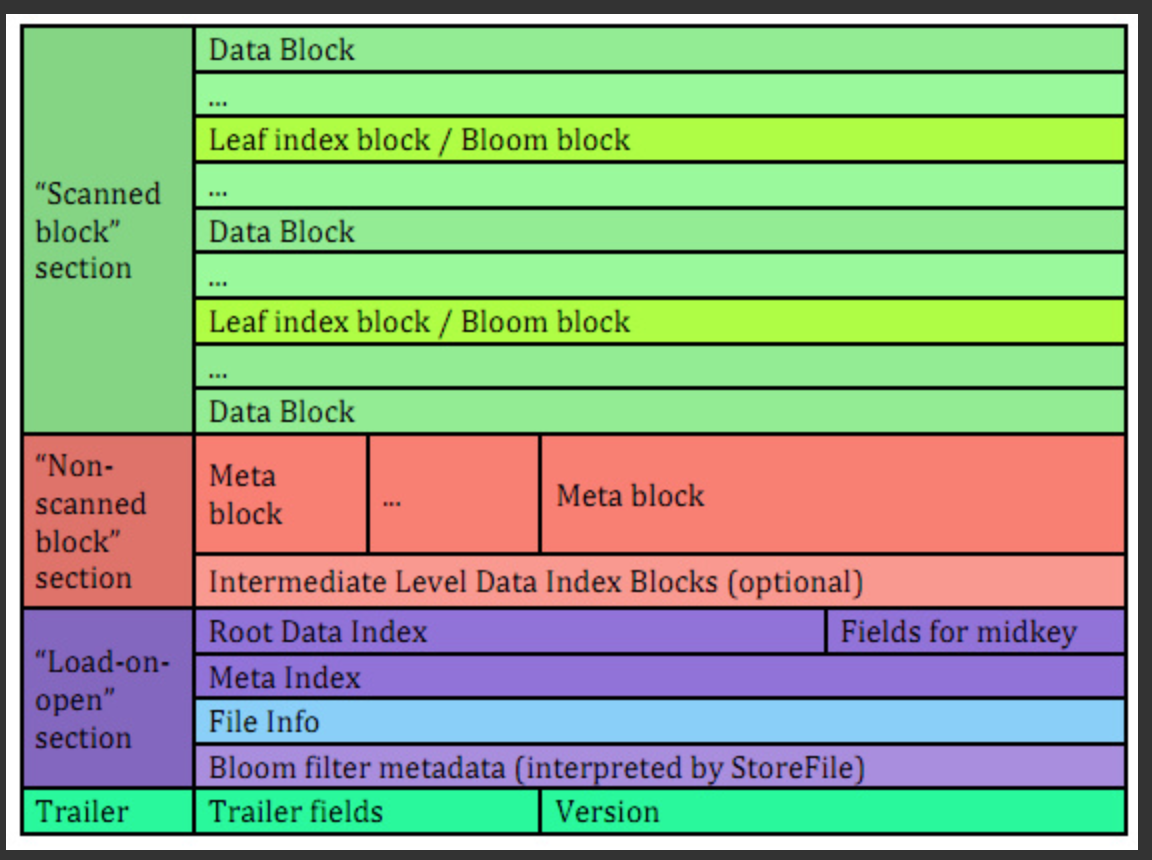 Data Block
...
Leaf index block / Bloom block
...
“Scanned
block”
section
Data Block
...
Leaf index block / Bloom block
...
Data Block
“Non-
scanned
block”
section
Meta
block
...
Meta block
Intermediate Level Data Index Blocks (optional)
“Load-on-
open”
section
Root Data Index
Fields for midkey
Meta Index
File Info
Bloom filter metadata (interpreted by StoreFile)
Trailer
Trailer fields
Version